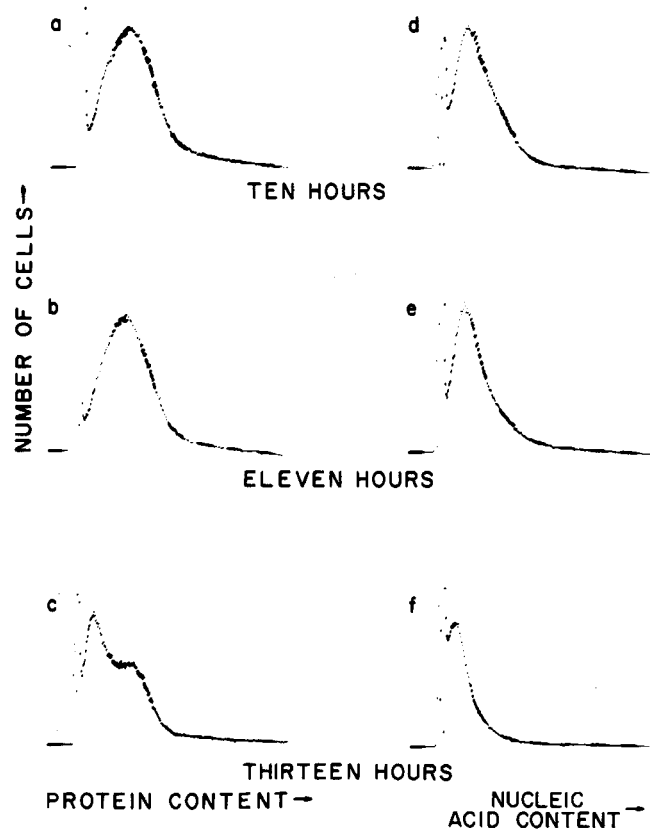 a
d
TEN HOURS
NUMBER OF CELLS→
b
e
ELEVEN HOURS
c
f
THIRTEEN HOURS
PROTEIN CONTENT→
NUCLEIC
ACID CONTENT→